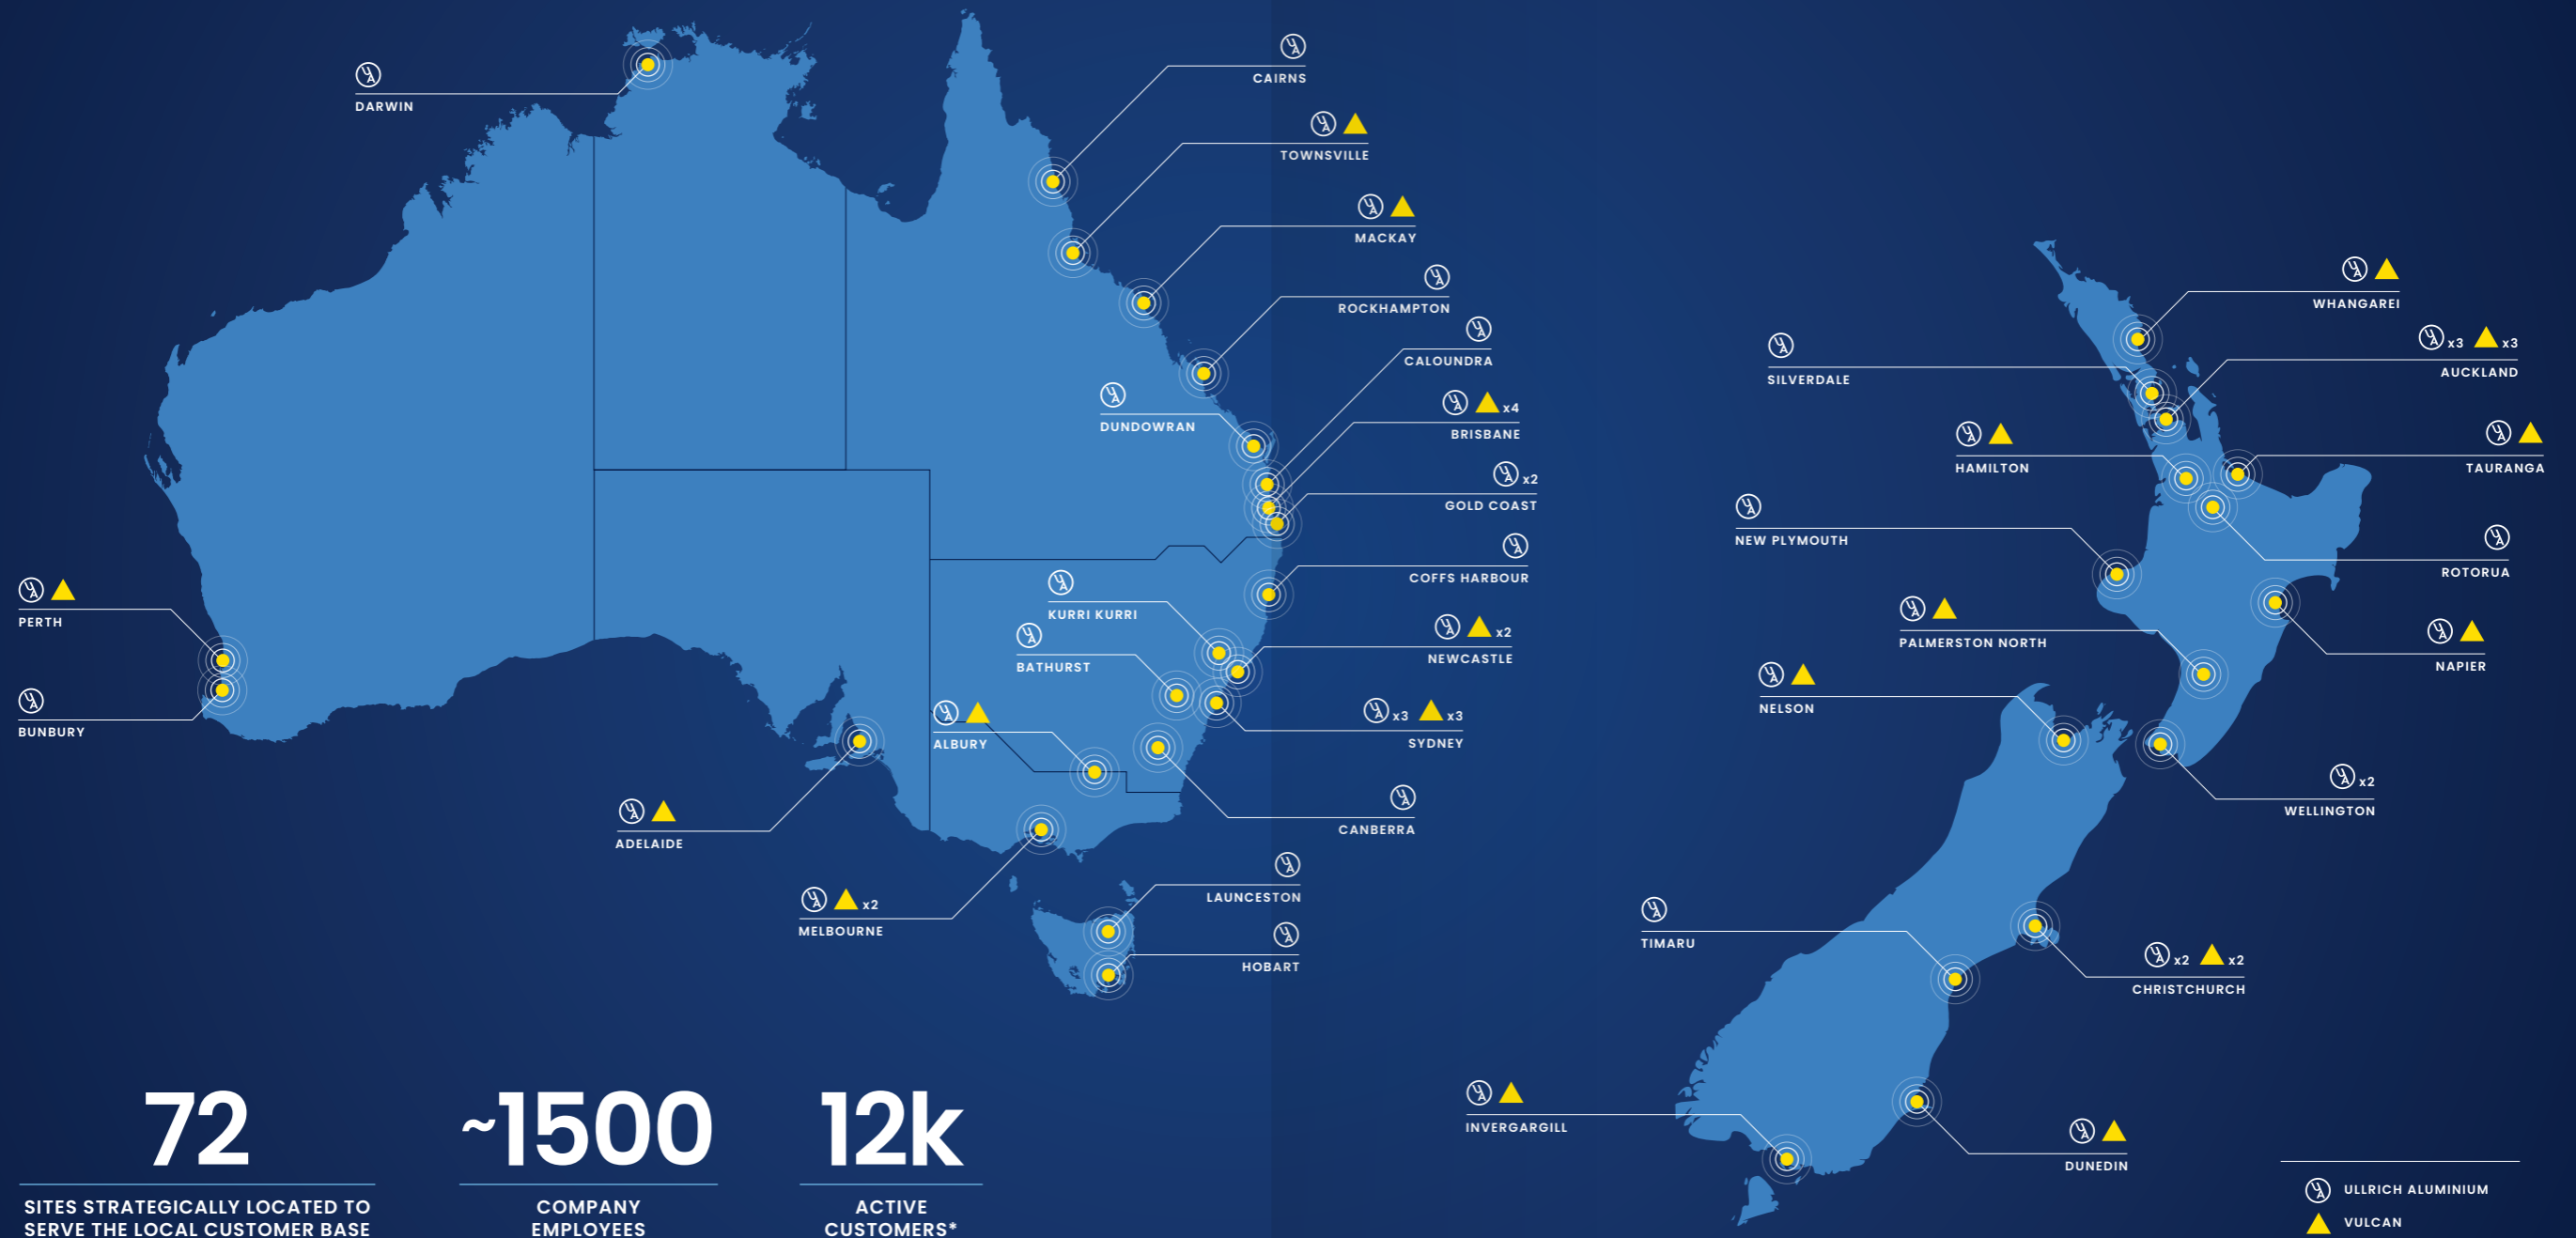 DARWIN
CAIRNS
TOWNSVILLE
MACKAY
ROCKHAMPTON
CALOUNDRA
DUNDOWRAN
x4
BRISBANE
x2
GOLD COAST
COFFS HARBOUR
KURRI KURRI
PERTH
x2
NEWCASTLE
BATHURST
BUNBURY
x3 x3
SYDNEY
ALBURY
ADELAIDE
CANBERRA
x2
MELBOURNE
LAUNCESTON
HOBART
WHANGAREI
x3 x3
AUCKLAND
SILVERDALE
HAMILTON
TAURANGA
NEW PLYMOUTH
ROTORUA
PALMERSTON NORTH
NAPIER
NELSON
x2
WELLINGTON
TIMARU
x2 x2
CHRISTCHURCH
INVERGARGILL
DUNEDIN
72
SITES STRATEGICALLY LOCATED TO
SERVE THE LOCAL CUSTOMER BASE
~1500
COMPANY
EMPLOYEES
12k
ACTIVE
CUSTOMERS*
ULLRICH ALUMINIUM
VULCAN